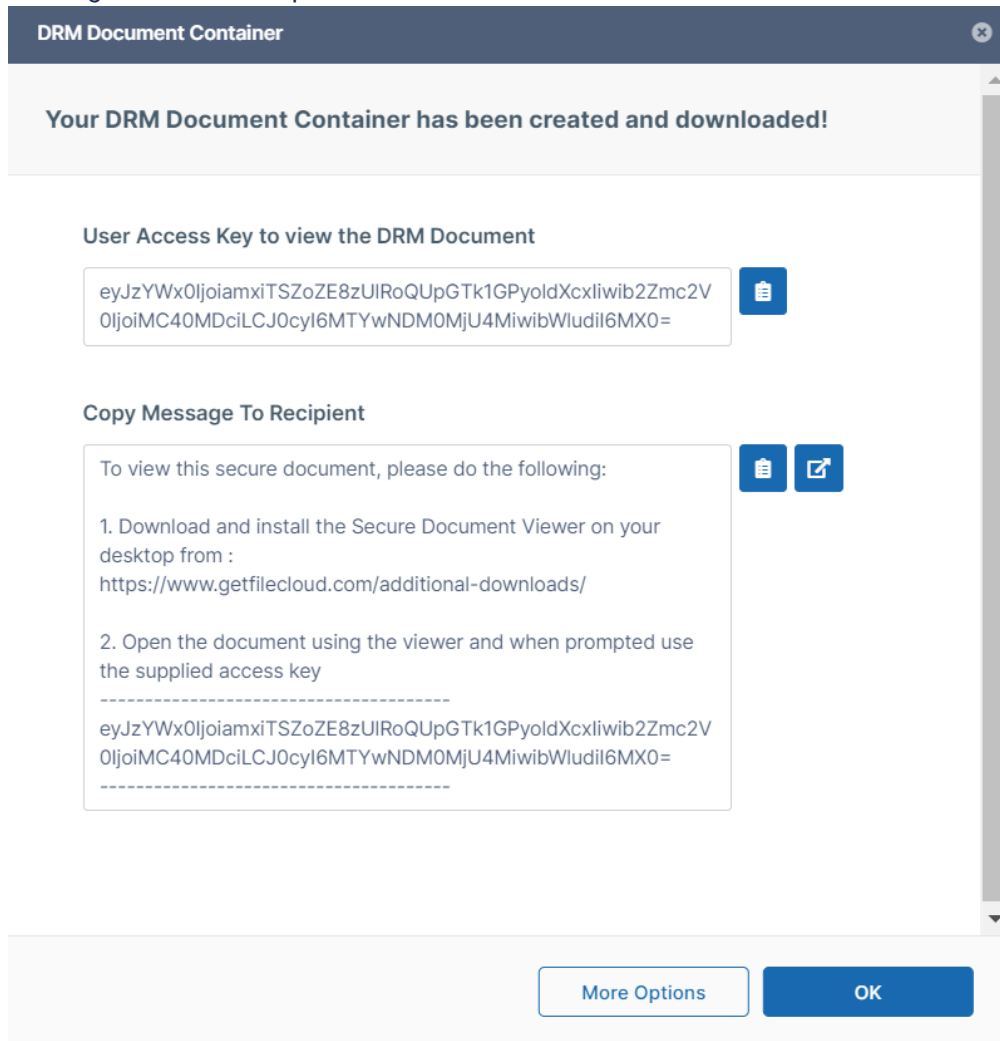 DRM Document Container
Your DRM Document Container has been created and downloaded!
User Access Key to view the DRM Document
eyJzYWx0IjoiamxiTSZoZE8zUlRoQUpGTk1GPyoldXcxIiwib2Zmc2V
0IjoiMC40MDciLCJ0cyI6MTYwNDM0MjU4MiwibWludiI6MX0=
Copy Message To Recipient
To view this secure document, please do the following:
1. Download and install the Secure Document Viewer on your
desktop from :
https://www.getfilecloud.com/additional-downloads/
2. Open the document using the viewer and when prompted use
the supplied access key
---------------------------------------
eyJzYWx0IjoiamxiTSZoZE8zUlRoQUpGTk1GPyoldXcxIiwib2Zmc2V
0IjoiMC40MDciLCJ0cyI6MTYwNDM0MjU4MiwibWludiI6MX0=
---------------------------------------
More Options
OK